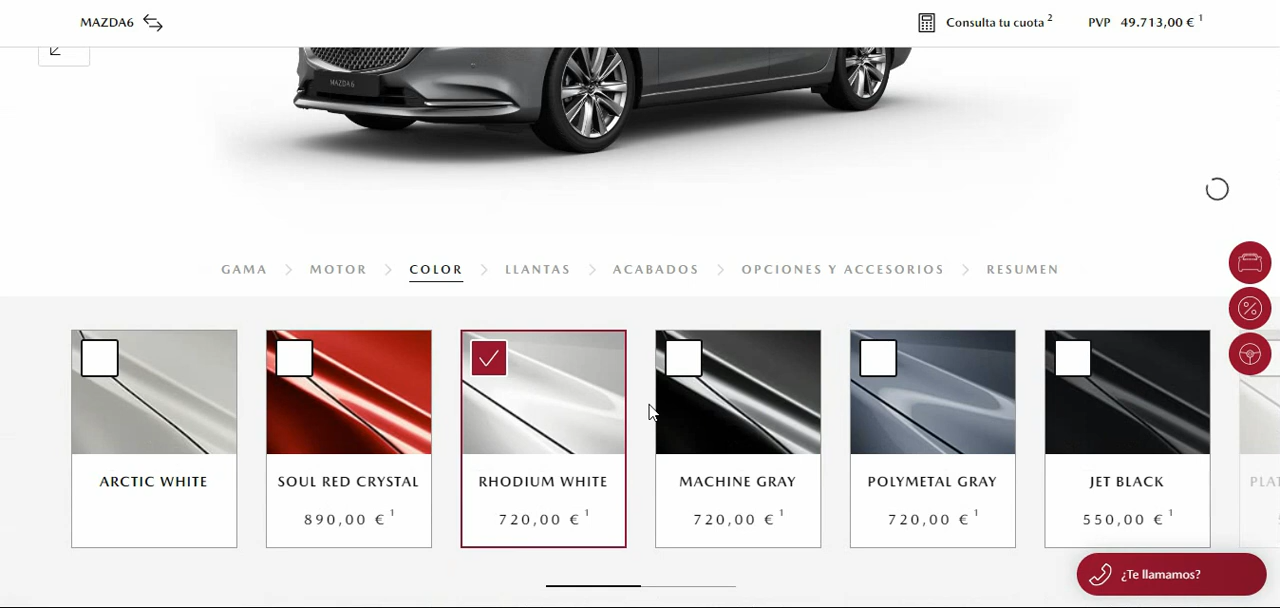 MAZDA6
Consulta tu cuota 2
PVP 49.713,00 € 1
MAZDA6
GAMA
MOTOR
COLOR
LLANTAS
ACABADOS
OPCIONES Y ACCESORIOS
RESUMEN
ARCTIC WHITE
SOUL RED CRYSTAL
890,00 € 1
RHODIUM WHITE
720,00 € 1
MACHINE GRAY
720,00 € 1
POLYMETAL GRAY
720,00 € 1
JET BLACK
550,00 € 1
PLAT
¿Te llamamos?